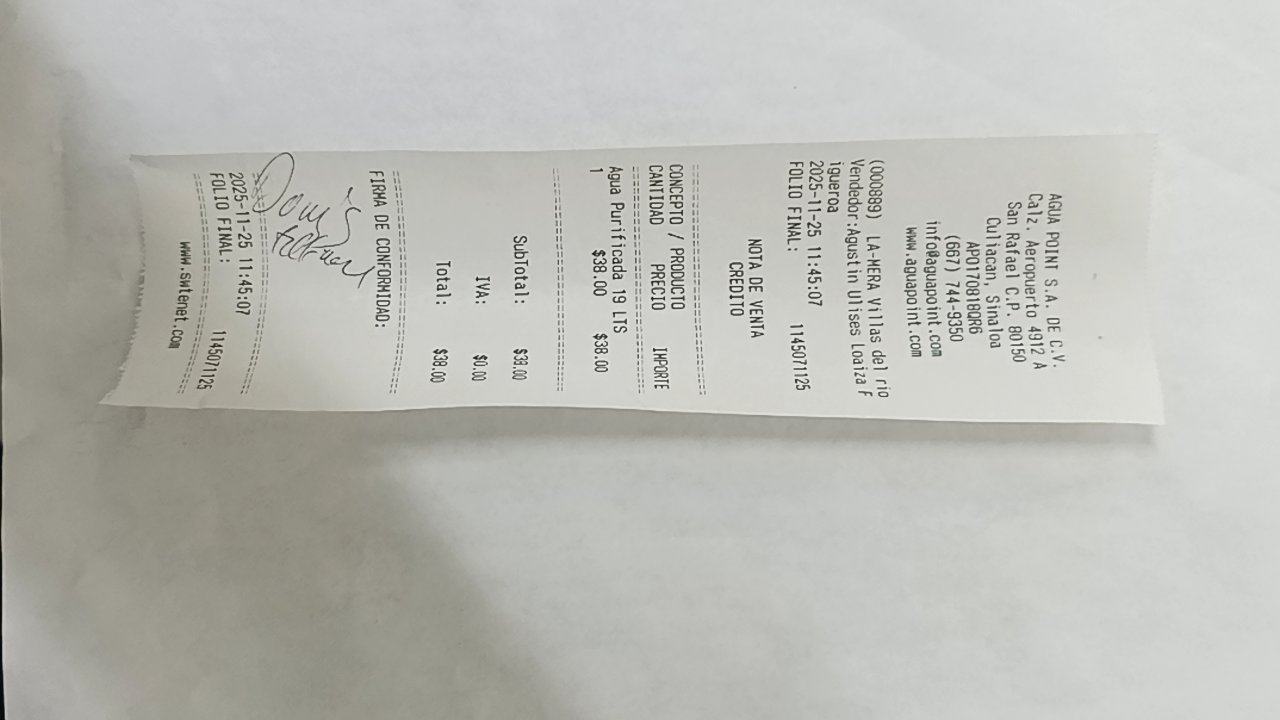 AGUA POINT S.A. DE C.V.
Calz. Aeropuerto 4912 A
San Rafael C.P. 80150
Culiacan, Sinaloa
APO170818QR6
(667) 744-9350
info@aguapoint.com
www.aguapoint.com
(000889) LA-MERA Villas del rio
Vendedor:Agustin Ulises Loaiza F
igueroa
2025-11-25 11:45:07
FOLIO FINAL: 1145071125
NOTA DE VENTA
CREDITO
CONCEPTO / PRODUCTO
CANTIDAD PRECIO IMPORTE
Agua Purificada 19 LTS
1 $38.00 $38.00
SubTotal: $38.00
IVA: $0.00
Total: $38.00
FIRMA DE CONFORMIDAD:
2025-11-25 11:45:07
FOLIO FINAL: 1145071125
www.swienet.com